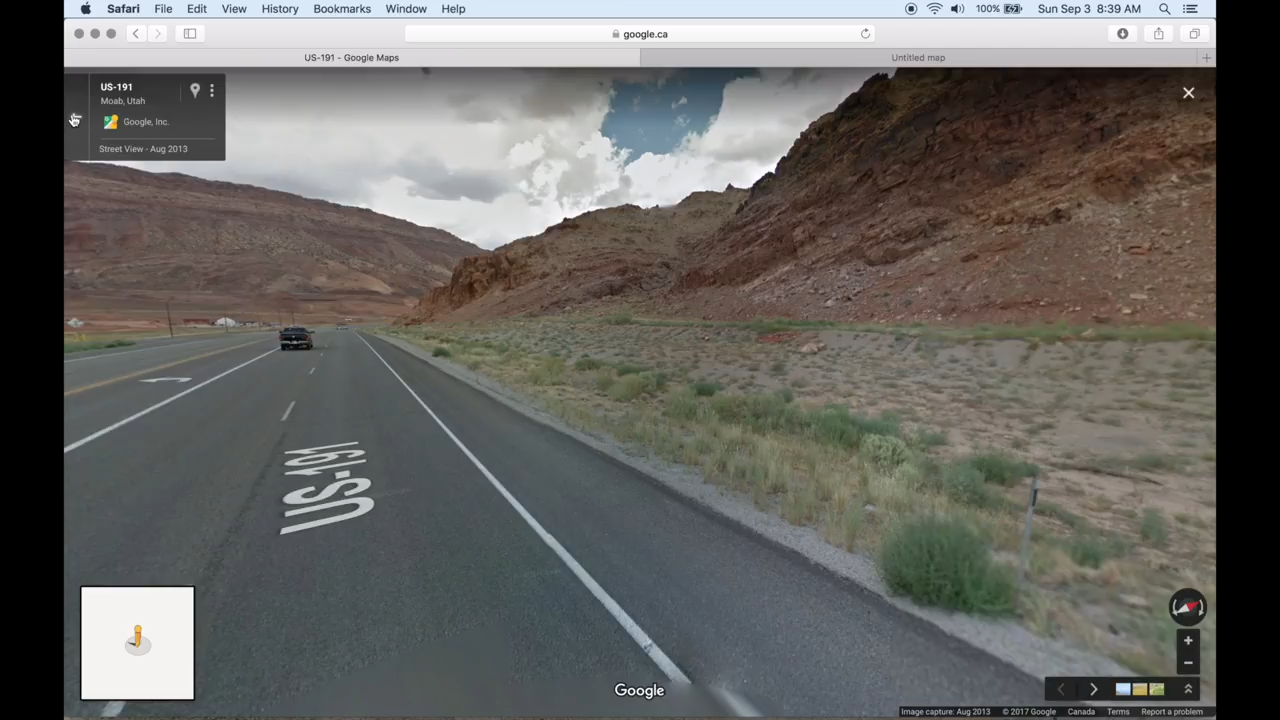 Safari File Edit View History Bookmarks Window Help 100% Sun Sep 3 8:39 AM
google.ca
US-191 - Google Maps Untitled map
US-191
Moab, Utah
Google, Inc.
Street View - Aug 2013
US-191
Google
Image capture: Aug 2013 © 2017 Google Canada Terms Report a problem